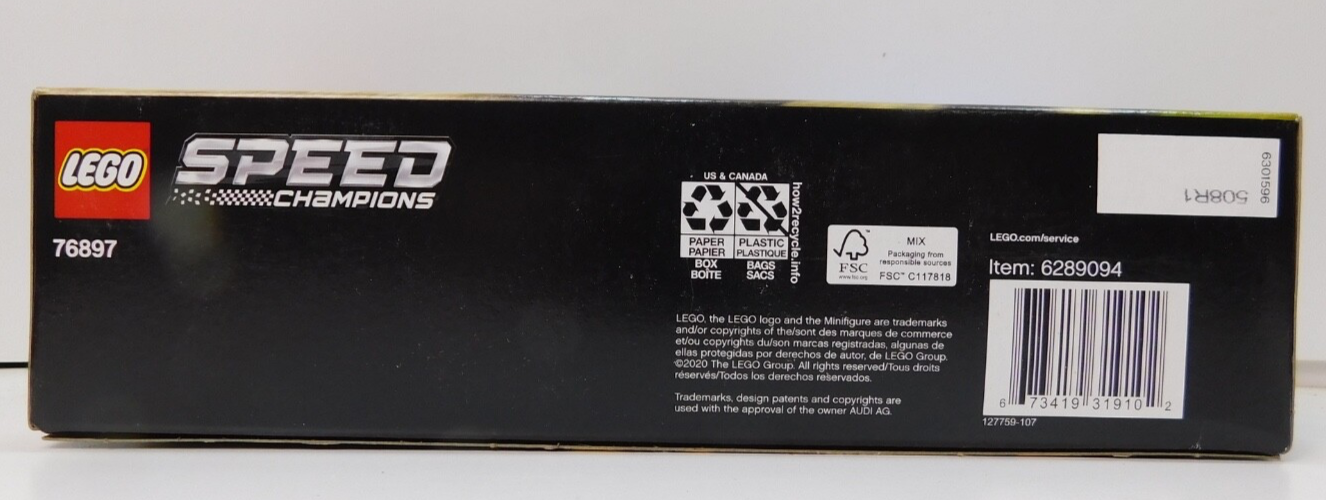 LEGO
SPEED
CHAMPIONS
76897
US & CANADA
PAPER
PAPIER
BOX
BOÎTE
PLASTIC
PLASTIQUE
BAGS
SACS
how2recycle.info
FSC
www.fsc.org
MIX
Packaging from
responsible sources
FSC™ C117818
LEGO, the LEGO logo and the Minifigure are trademarks
and/or copyrights of the/sont des marques de commerce
et/ou copyrights du/son marcas registradas, algunas de
ellas protegidas por derechos de autor, de LEGO Group.
©2020 The LEGO Group. All rights reserved/Tous droits
réservés/Todos los derechos reservados.
Trademarks, design patents and copyrights are
used with the approval of the owner AUDI AG.
6301596
508R1
LEGO.com/service
Item: 6289094
6 73419 31910 2
127759-107